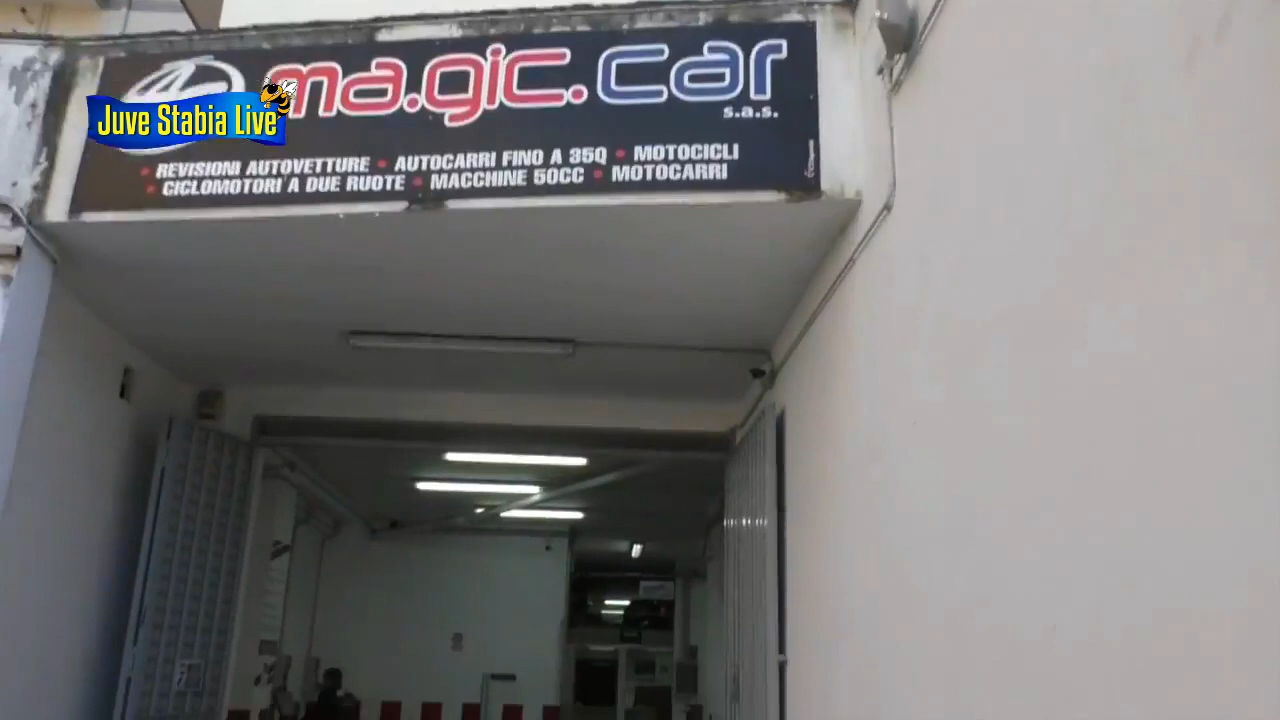 ma.gic.car
s.a.s.
Juve Stabia Live
• REVISIONI AUTOVETTURE • AUTOCARRI FINO A 35Q • MOTOCICLI
• CICLOMOTORI A DUE RUOTE • MACCHINE 50CC • MOTOCARRI